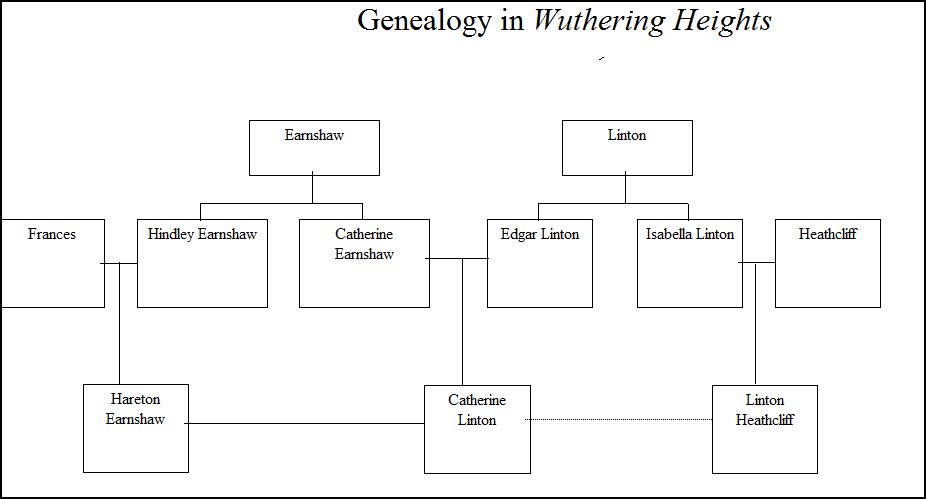 Genealogy in Wuthering Heights
Earnshaw
Linton
Frances
Hindley Earnshaw
Catherine
Earnshaw
Edgar Linton
Isabella Linton
Heathcliff
Hareton
Earnshaw
Catherine
Linton
Linton
Heathcliff